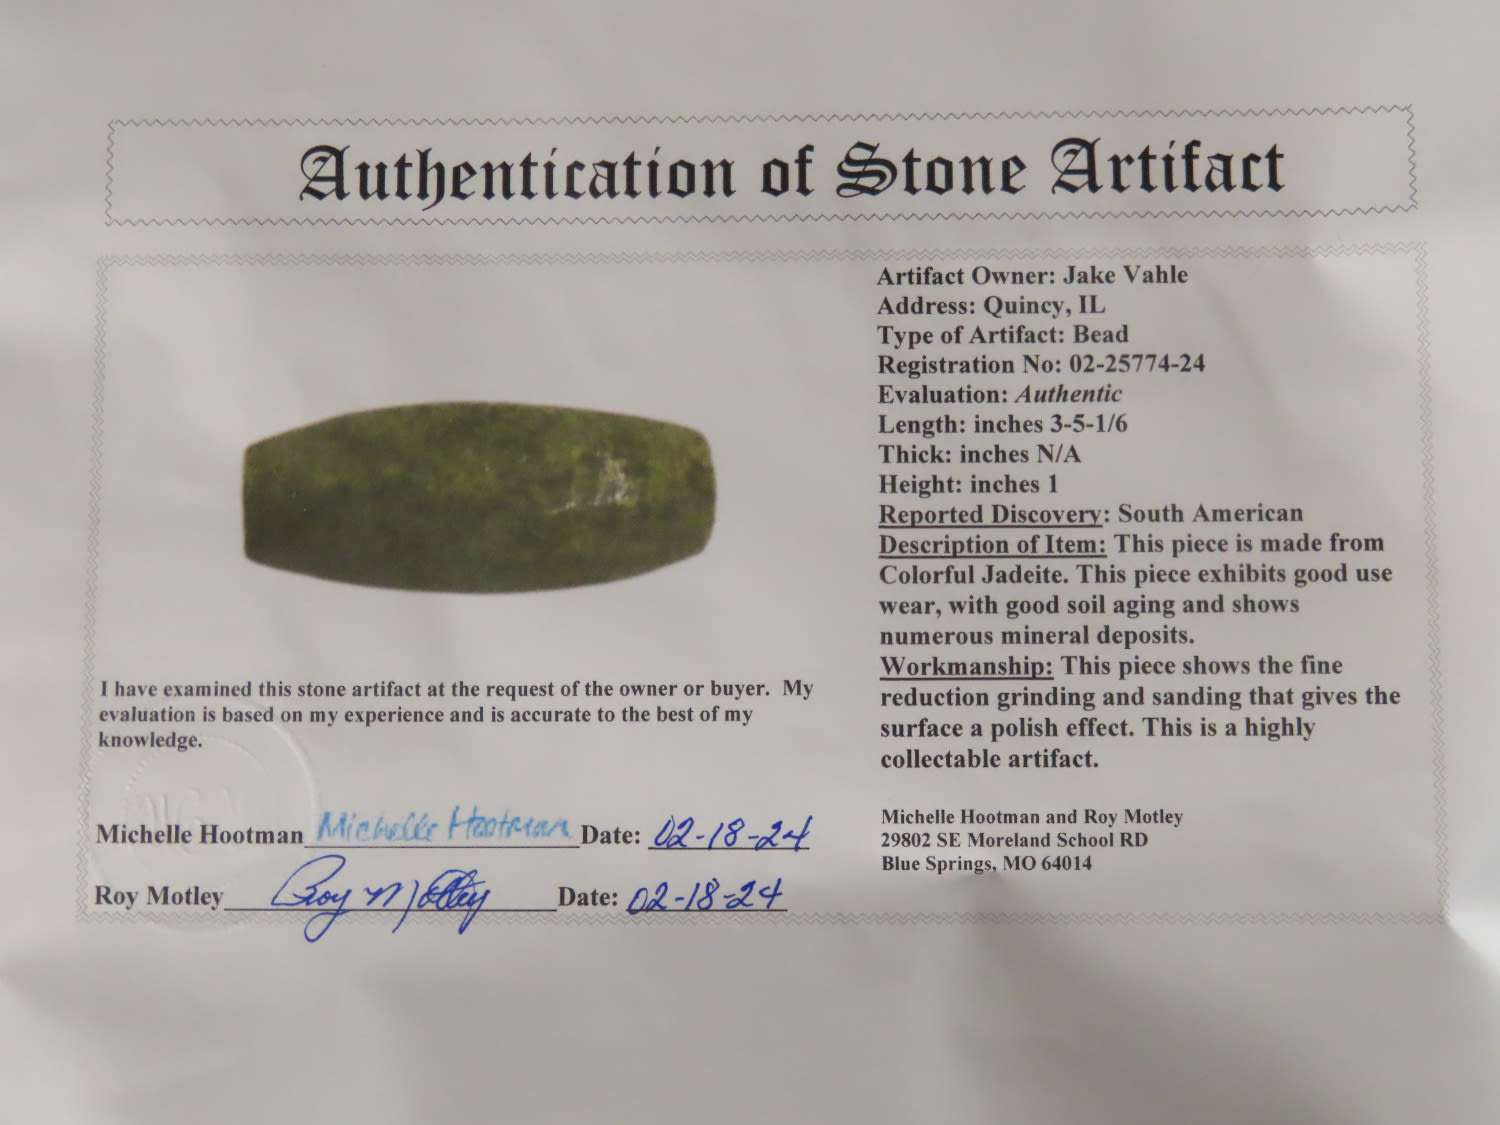 Authentication of Stone Artifact
Artifact Owner: Jake Vahle
Address: Quincy, IL
Type of Artifact: Bead
Registration No: 02-25774-24
Evaluation: Authentic
Length: inches 3-5-1/6
Thick: inches N/A
Height: inches 1
Reported Discovery: South American
Description of Item: This piece is made from
Colorful Jadeite. This piece exhibits good use
wear, with good soil aging and shows
numerous mineral deposits.
Workmanship: This piece shows the fine
reduction grinding and sanding that gives the
surface a polish effect. This is a highly
collectable artifact.
Michelle Hootman and Roy Motley
29802 SE Moreland School RD
Blue Springs, MO 64014
I have examined this stone artifact at the request of the owner or buyer. My
evaluation is based on my experience and is accurate to the best of my
knowledge.
Michelle Hootman Michelle Hootman Date: 02-18-24
Roy Motley Roy Motley Date: 02-18-24